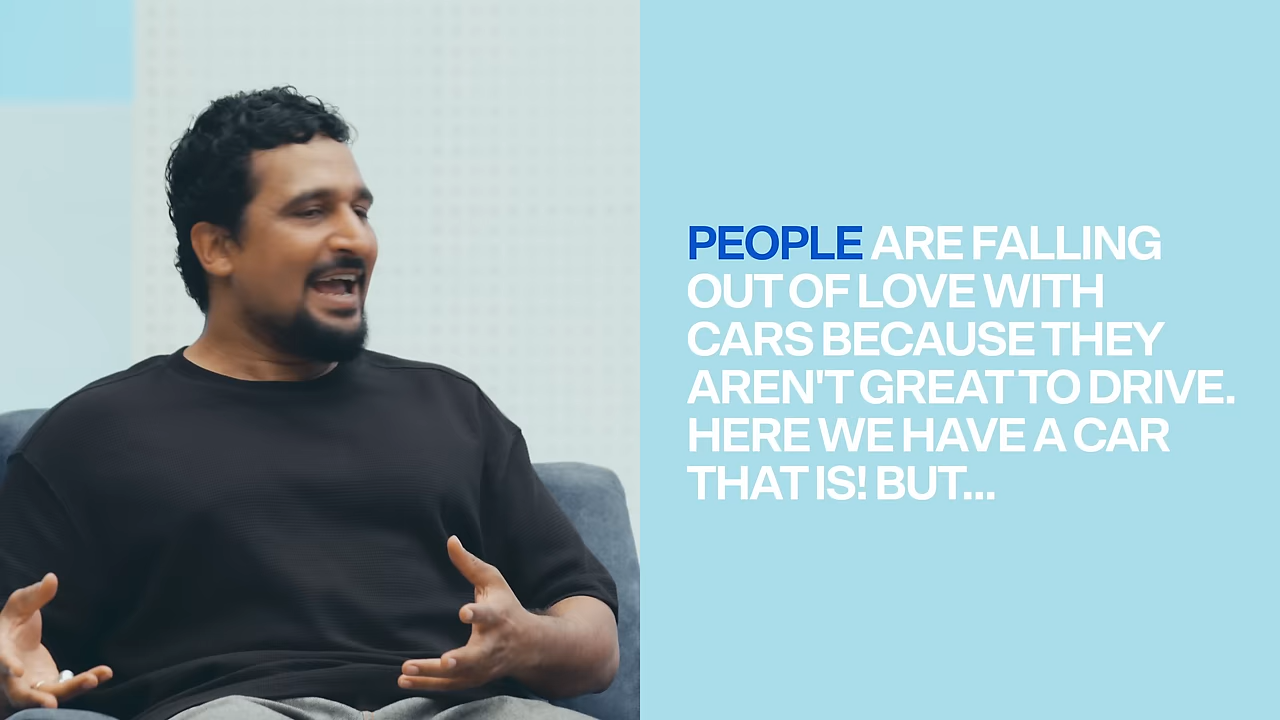 PEOPLE ARE FALLING
OUT OF LOVE WITH
CARS BECAUSE THEY
AREN'T GREAT TO DRIVE.
HERE WE HAVE A CAR
THAT IS! BUT...